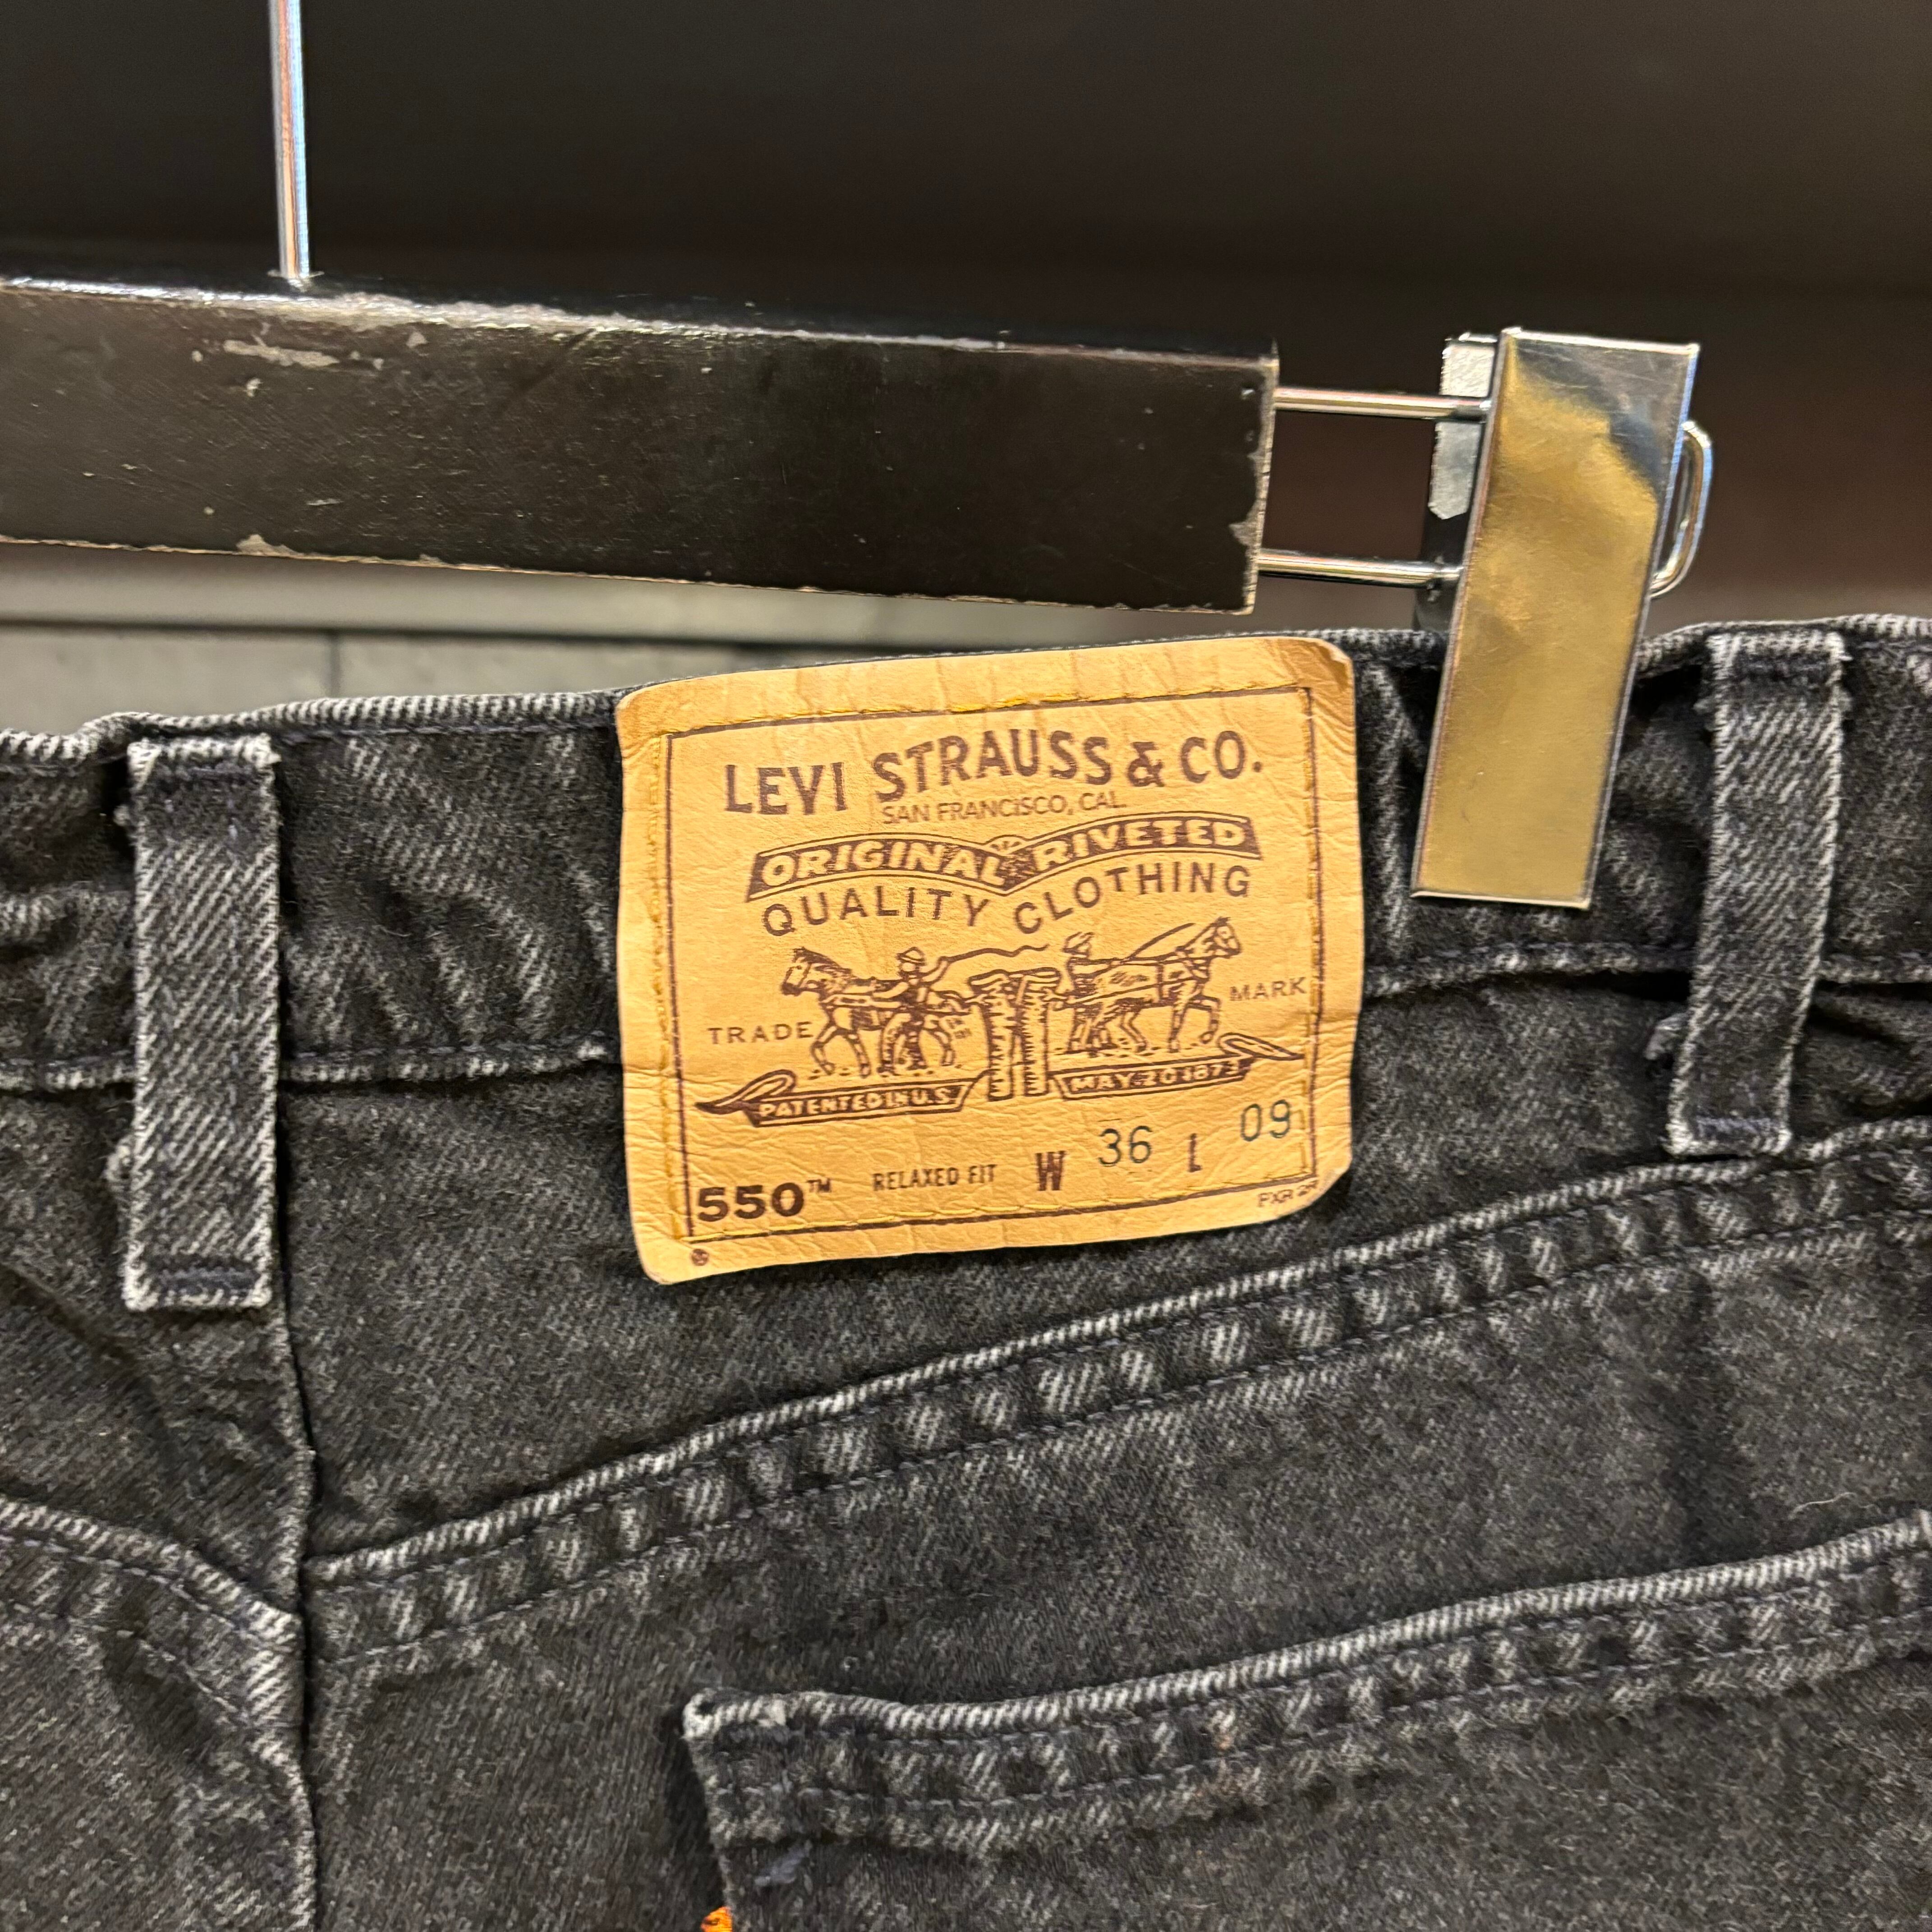 LEVI STRAUSS & CO.
SAN FRANCISCO, CAL.
ORIGINAL RIVETED
QUALITY CLOTHING
TRADE MARK
PATENTED IN U.S. MAY 20 1873
550™ RELAXED FIT W 36 L 09
®